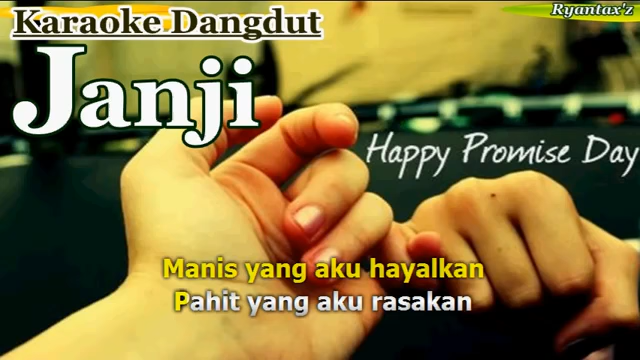 Karaoke Dangdut
Ryantax'z
Janji
Happy Promise Day
Manis yang aku hayalkan
Pahit yang aku rasakan